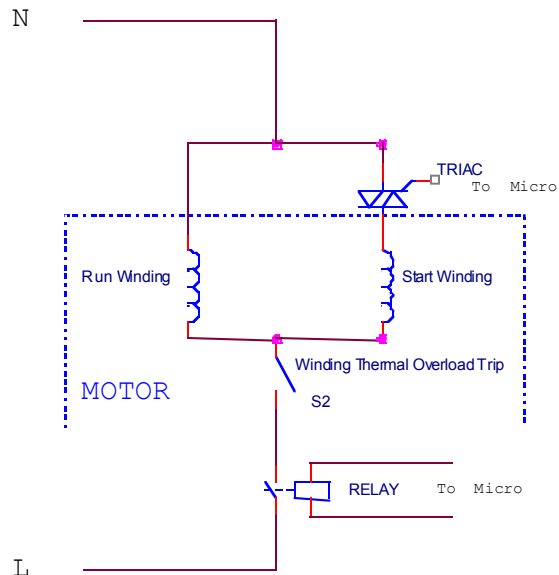 N
TRIAC
To Micro
Run Winding
Start Winding
Winding Thermal Overload Trip
MOTOR
S2
RELAY
To Micro
L